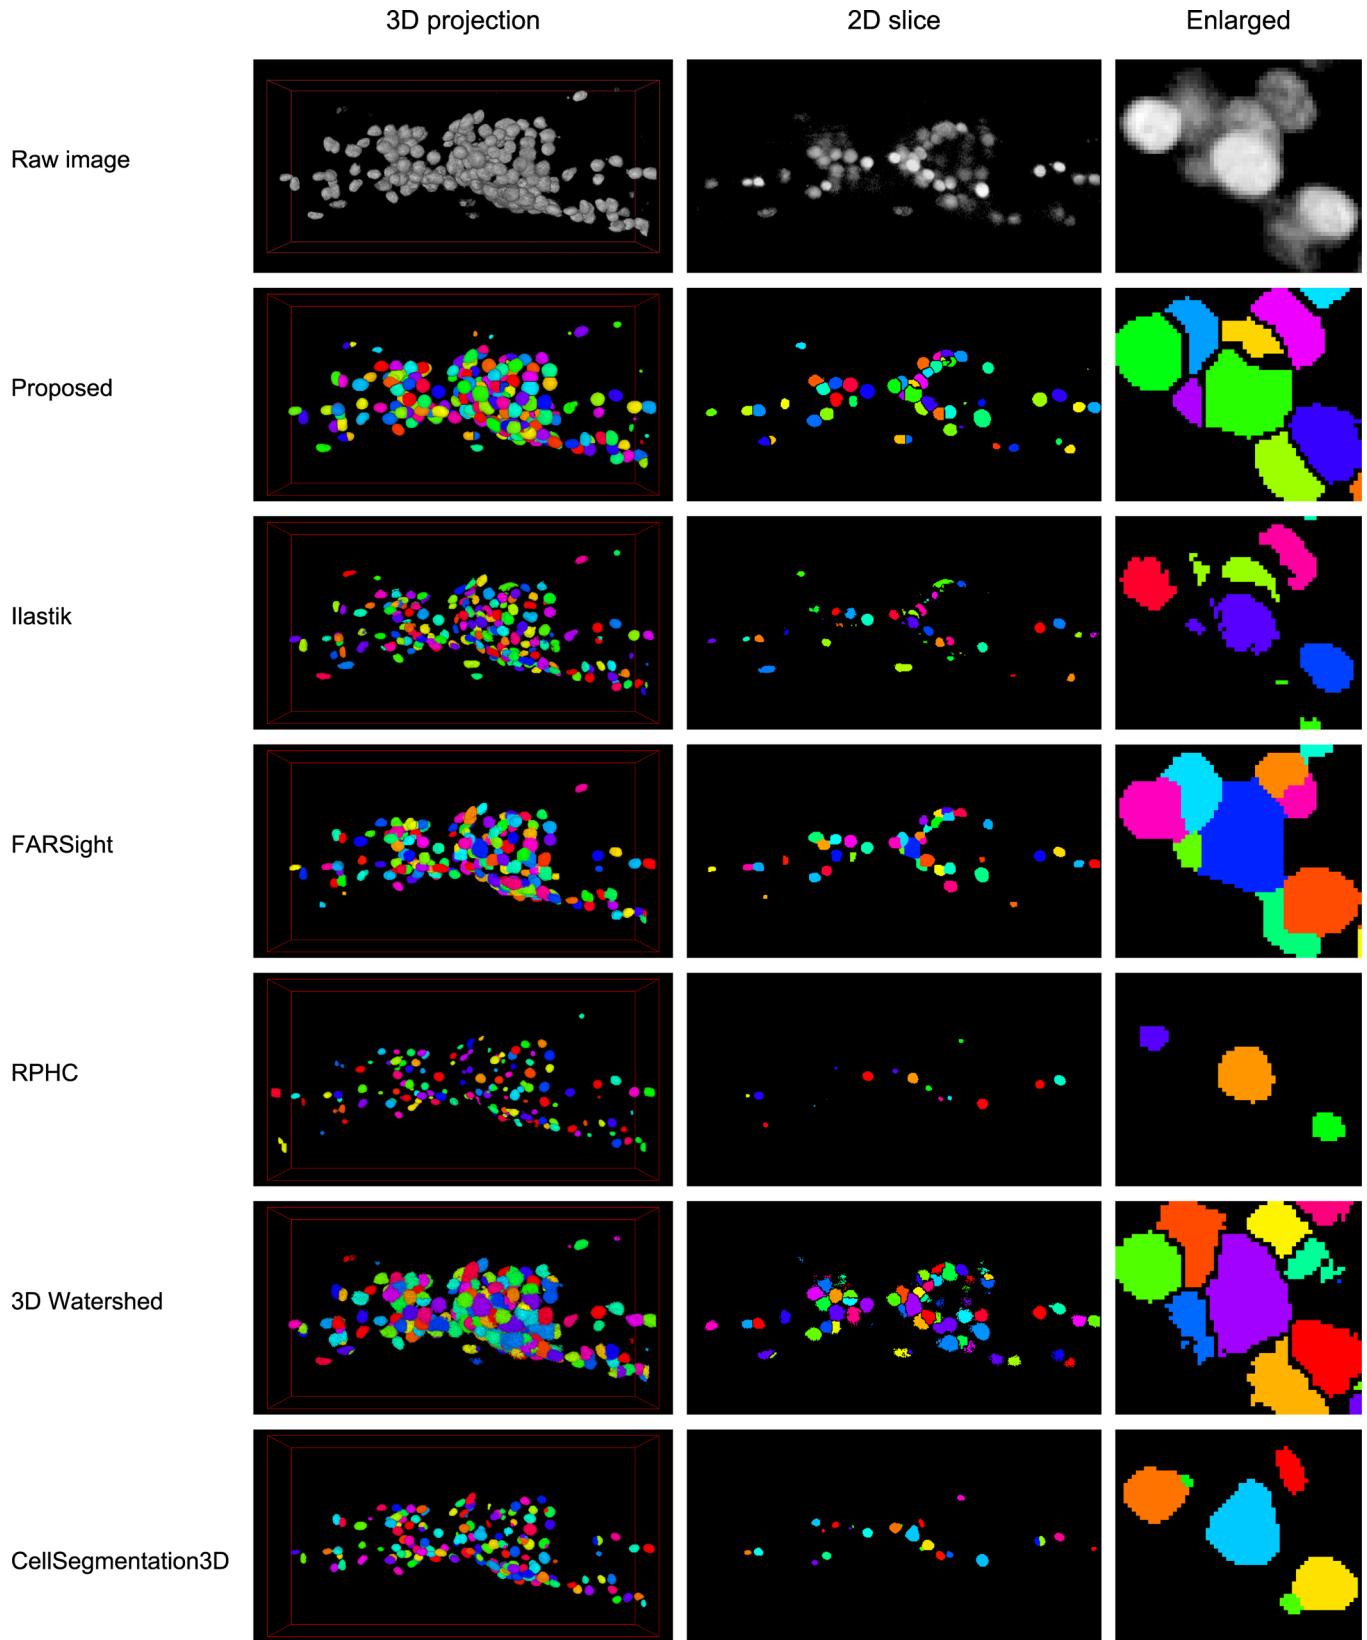 3D projection
2D slice
Enlarged
Raw image
Proposed
Ilastik
FARSight
RPHC
3D Watershed
CellSegmentation3D